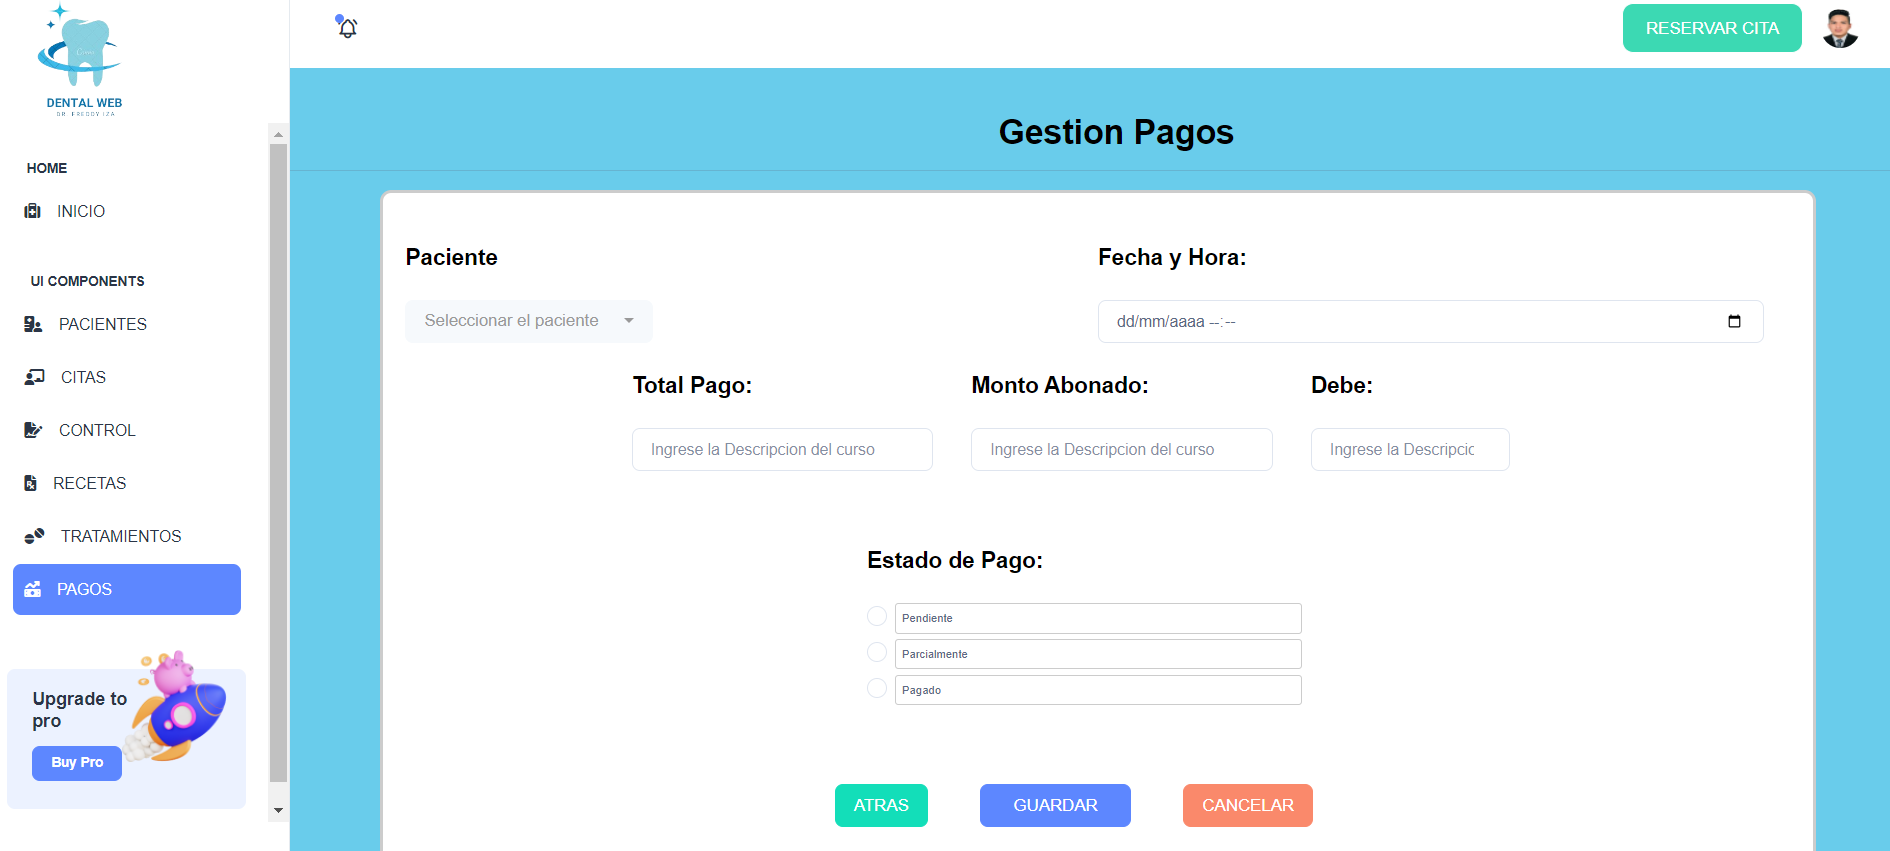 DENTAL WEB
DR. FREDDY IZA
HOME
INICIO
UI COMPONENTS
PACIENTES
CITAS
CONTROL
RECETAS
TRATAMIENTOS
PAGOS
Upgrade to
pro
Buy Pro
RESERVAR CITA
Gestion Pagos
Paciente
Seleccionar el paciente
Fecha y Hora:
dd/mm/aaaa --:--
Total Pago:
Ingrese la Descripcion del curso
Monto Abonado:
Ingrese la Descripcion del curso
Debe:
Ingrese la Descripcic
Estado de Pago:
Pendiente
Parcialmente
Pagado
ATRAS
GUARDAR
CANCELAR